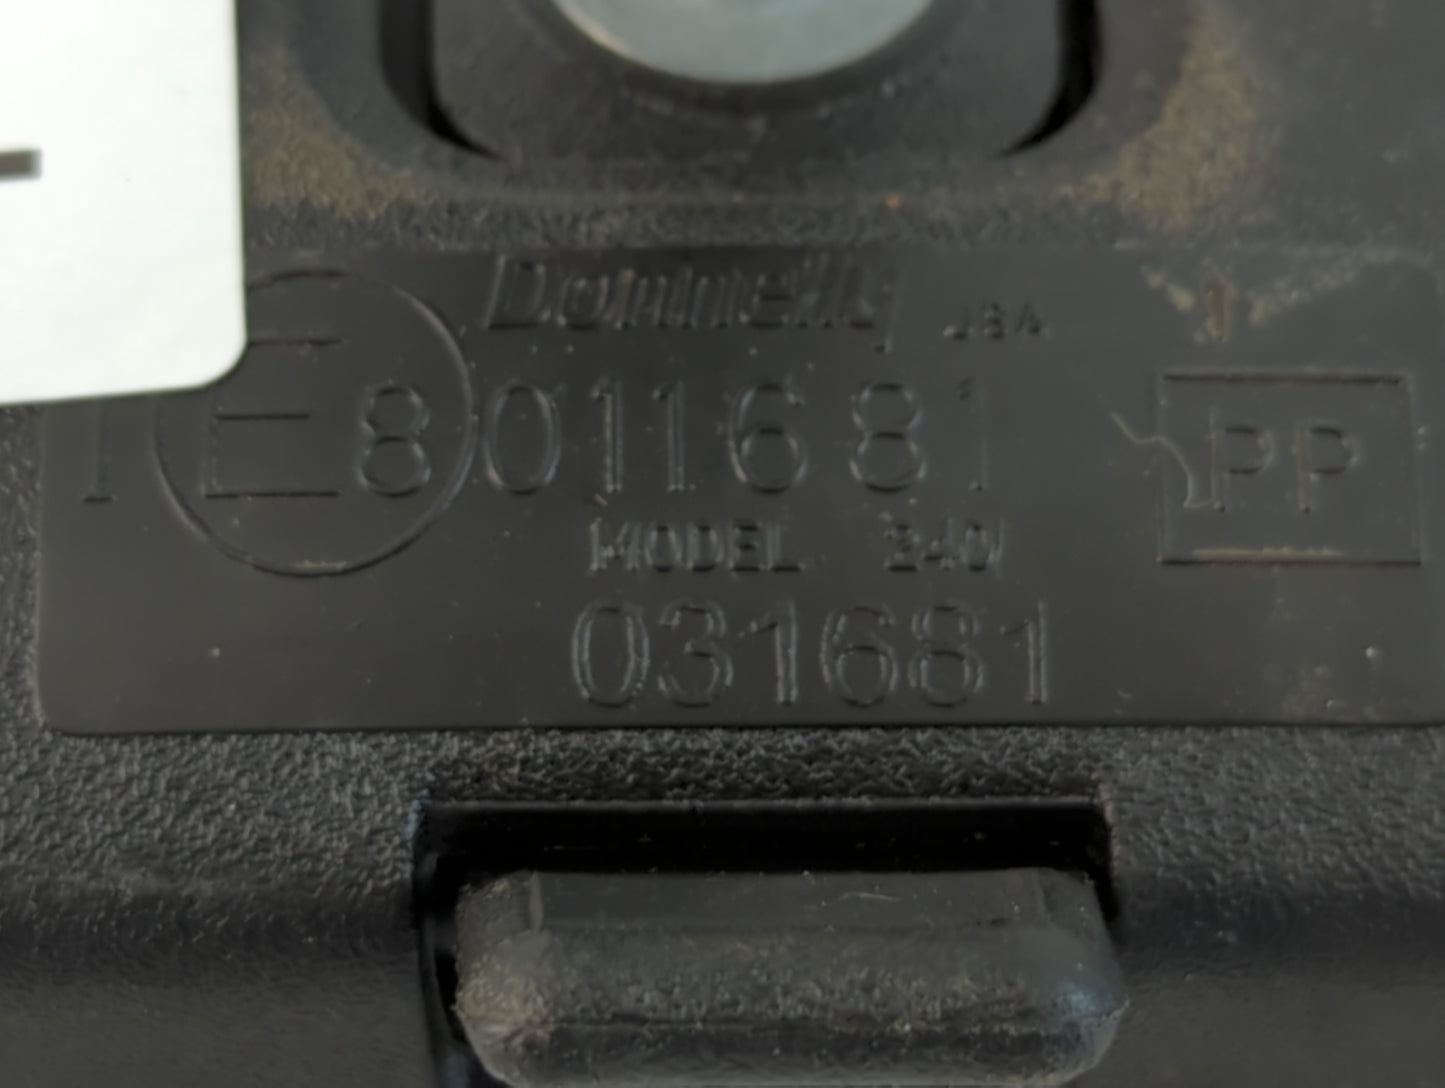 Donnelly USA
I E8 011681
PP
MODEL 240
031681